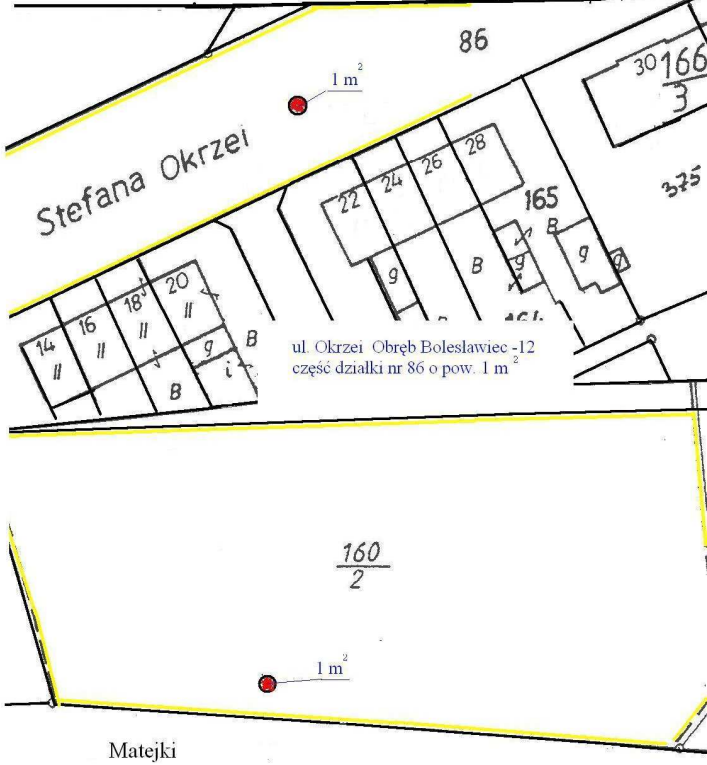 86
1 m²
30
166
3
Stefana Okrzei
375
28
26
24
22
165
B
g
g
g
B
g
20
18
16
14
II
II
II
II
g
B
i
B
ul. Okrzei Obręb Bolesławiec -12
część działki nr 86 o pow. 1 m²
160
2
1 m²
Matejki